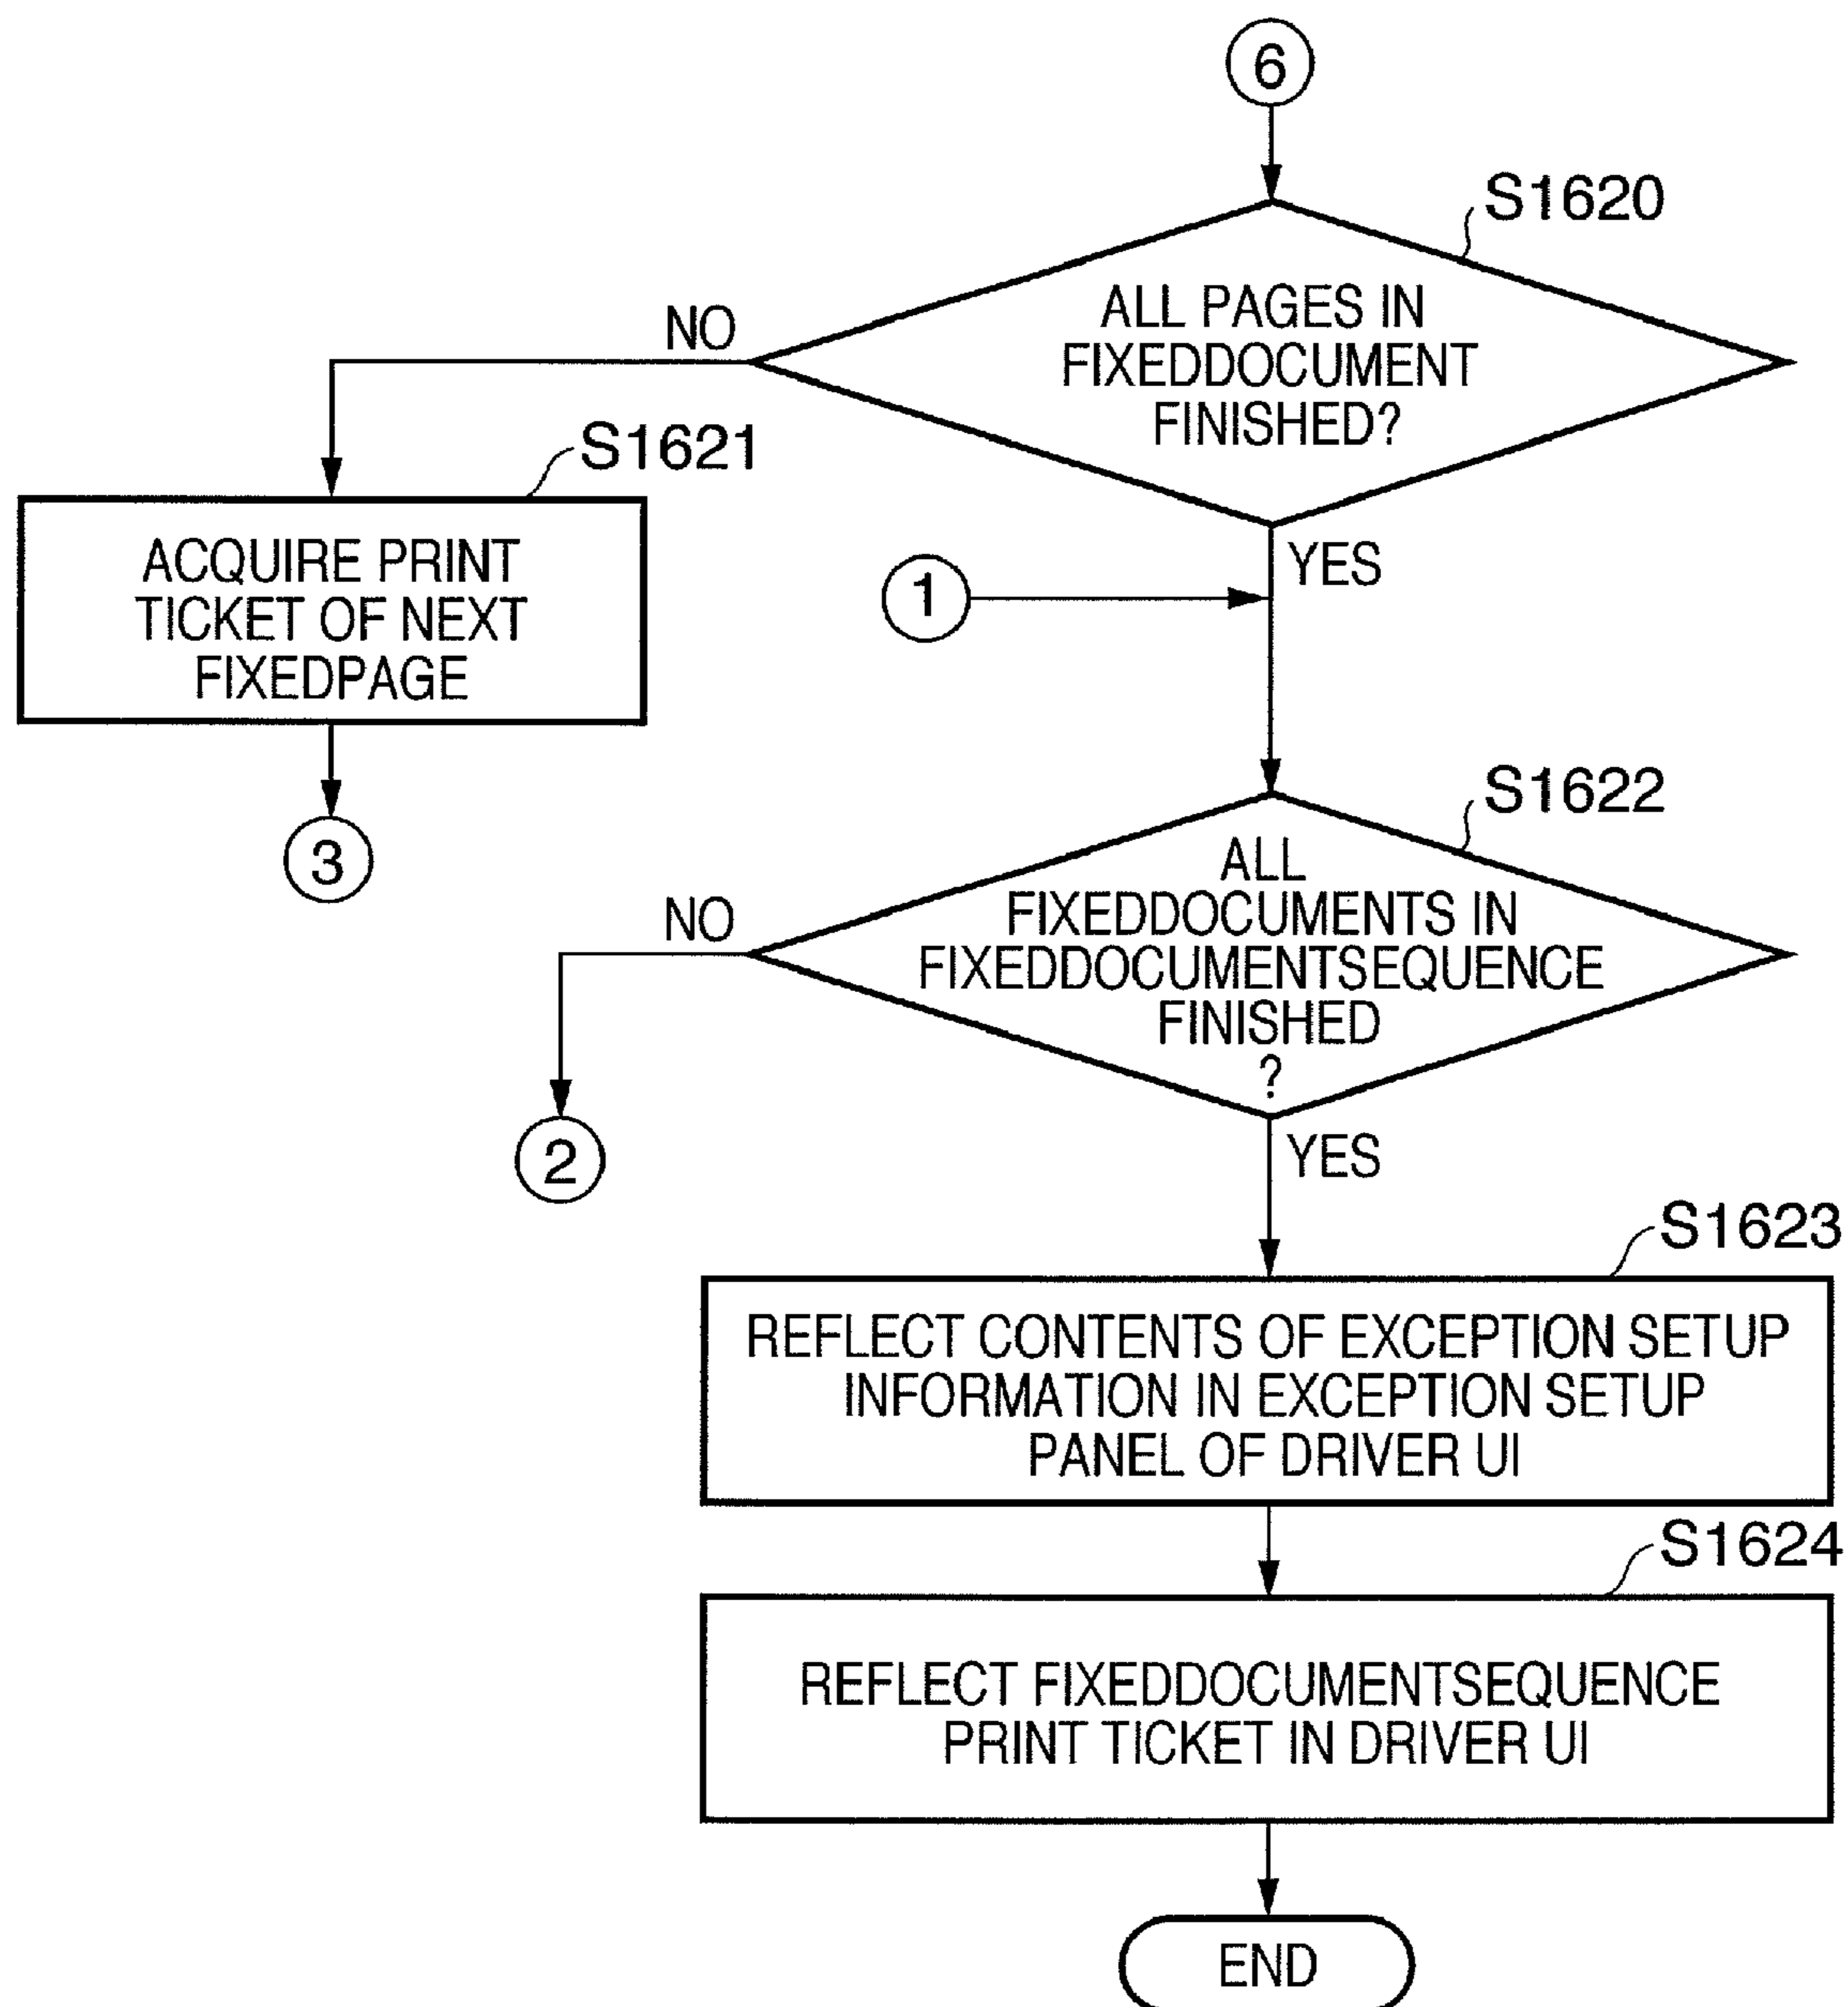 6
S1620
ALL PAGES IN
FIXEDDOCUMENT
FINISHED?
NO
YES
S1621
ACQUIRE PRINT
TICKET OF NEXT
FIXEDPAGE
1
3
S1622
ALL
FIXEDDOCUMENTS IN
FIXEDDOCUMENTSEQUENCE
FINISHED
?
NO
2
YES
S1623
REFLECT CONTENTS OF EXCEPTION SETUP
INFORMATION IN EXCEPTION SETUP
PANEL OF DRIVER UI
S1624
REFLECT FIXEDDOCUMENTSEQUENCE
PRINT TICKET IN DRIVER UI
END